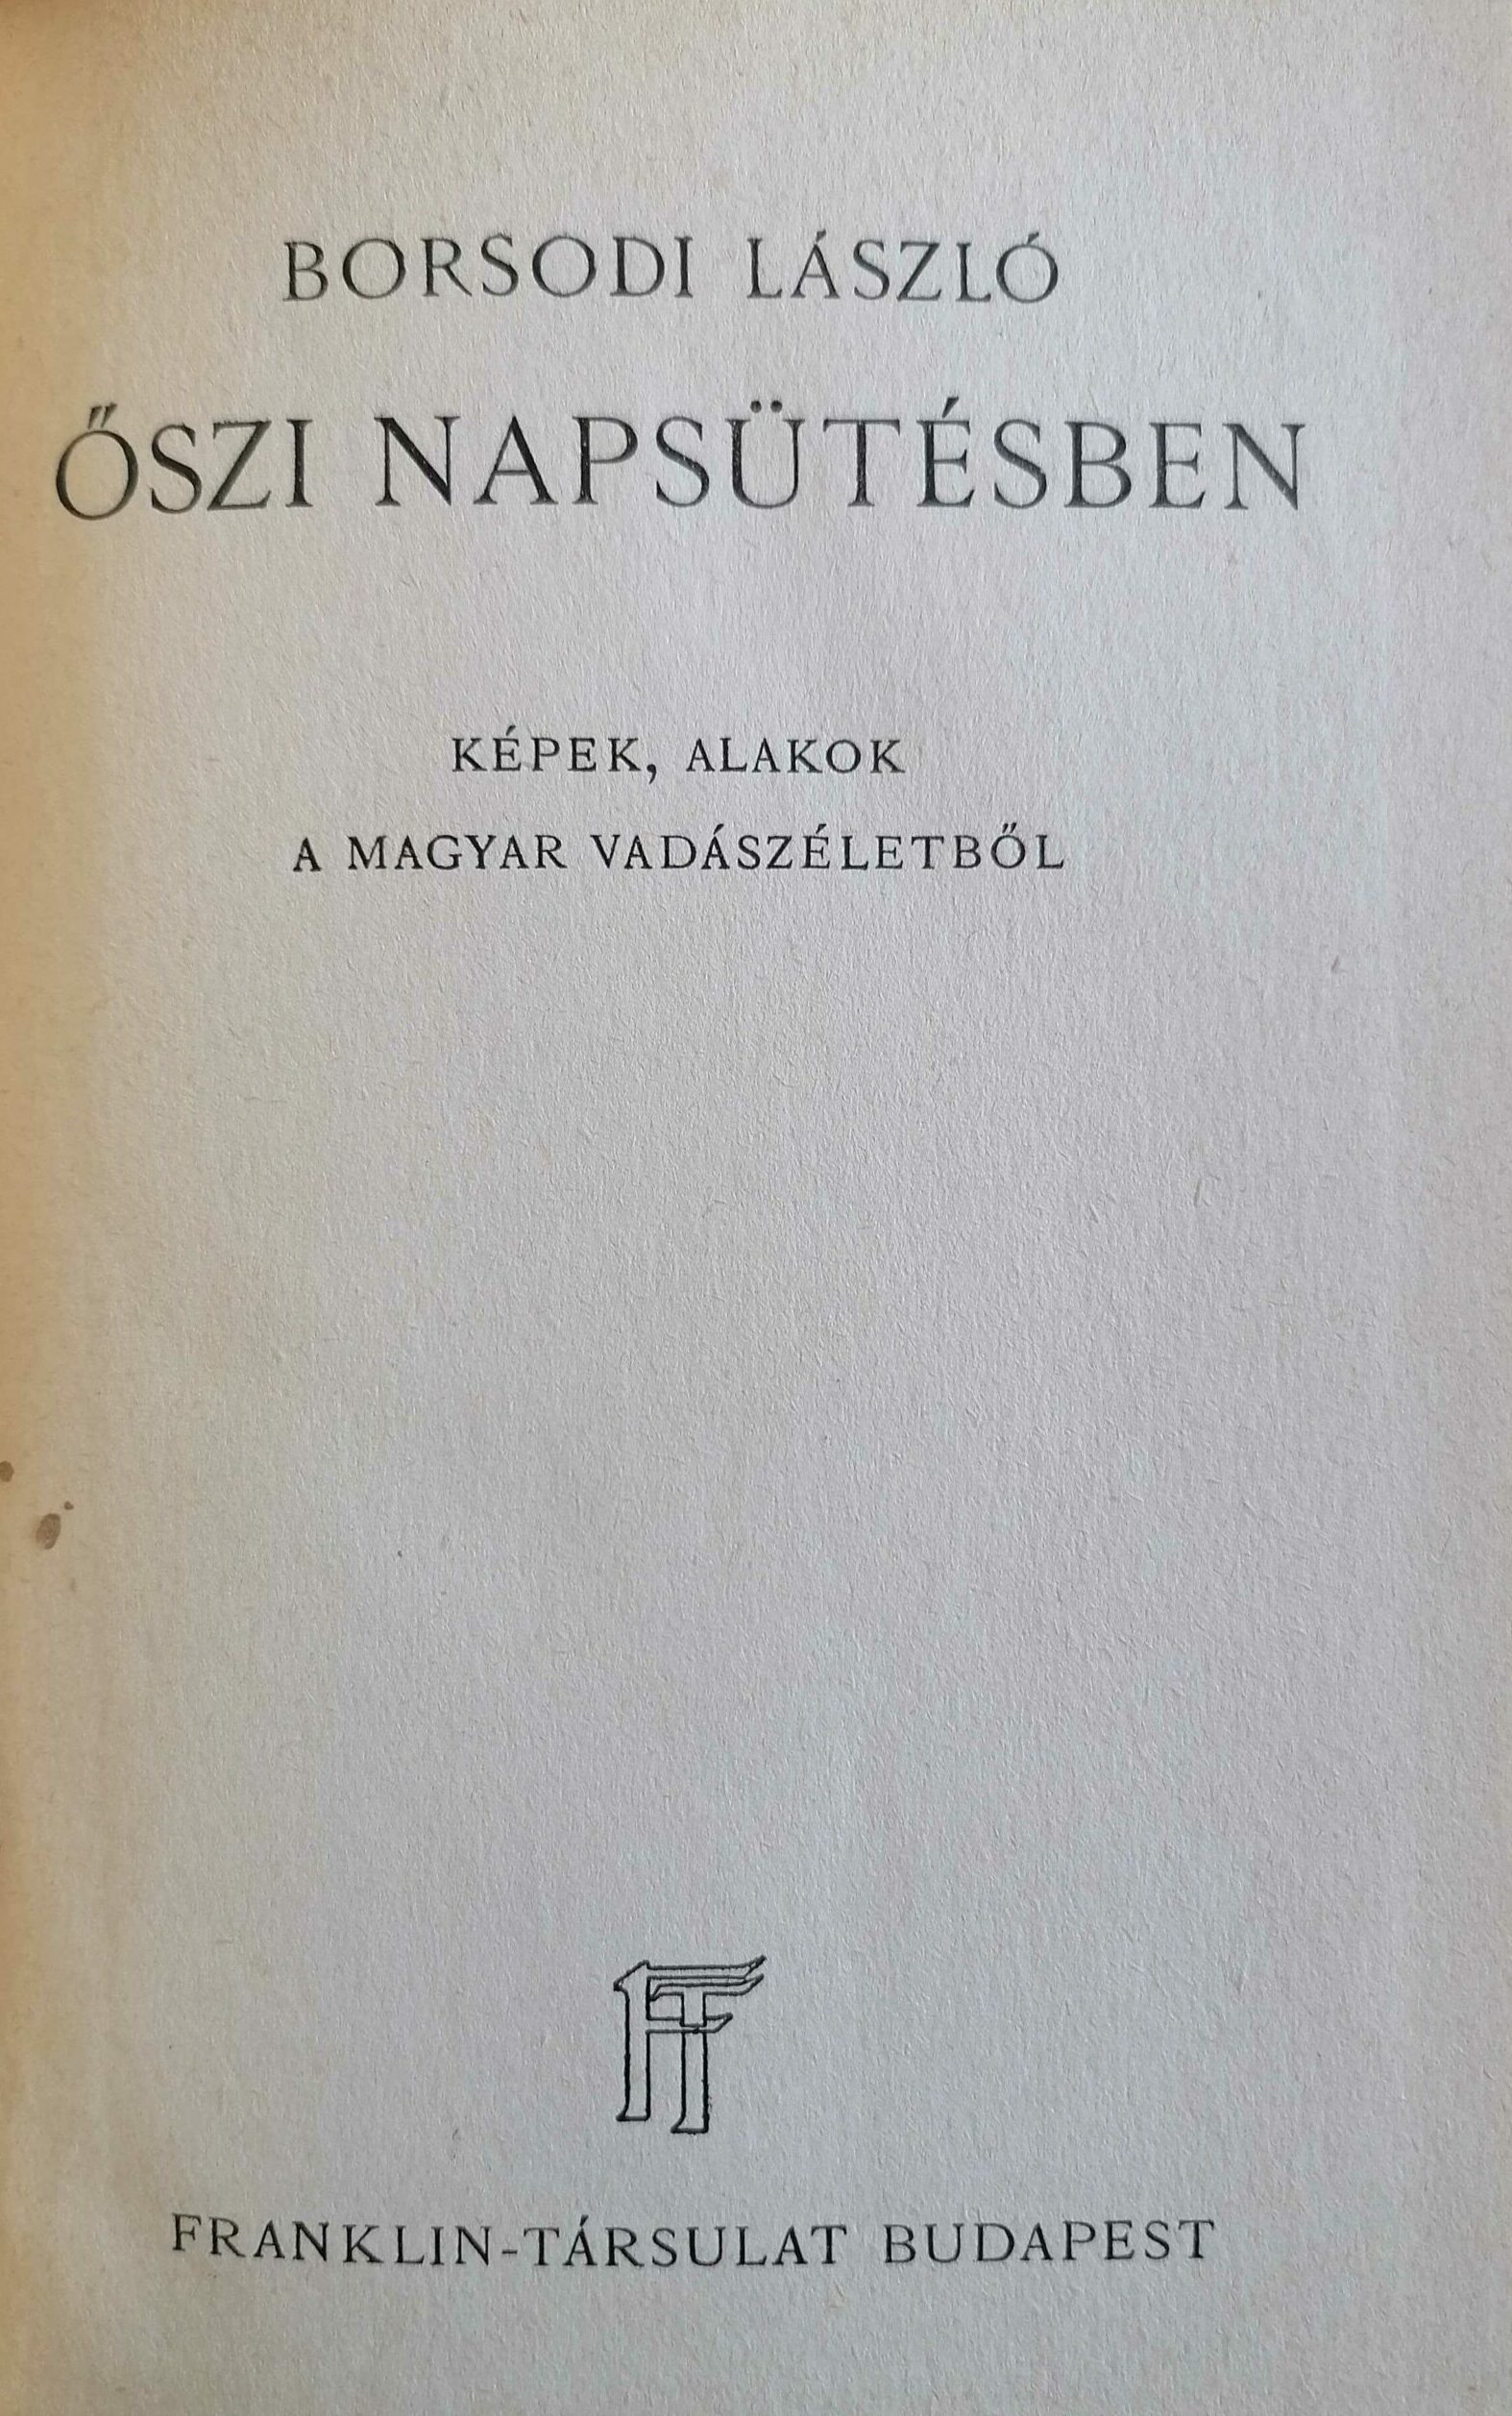 BORSODI LÁSZLÓ
ŐSZI NAPSÜTÉSBEN
KÉPEK, ALAKOK
A MAGYAR VADÁSZÉLETBŐL
FT
FRANKLIN-TÁRSULAT BUDAPEST